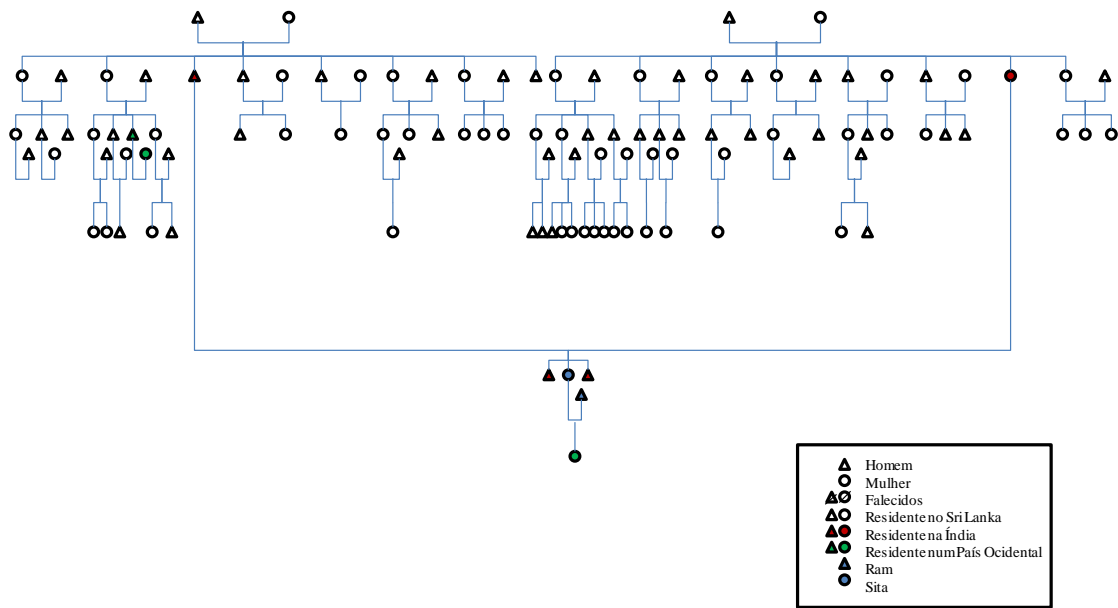 Homem
Mulher
Falecidos
Residente no Sri Lanka
Residente na Índia
Residente num País Ocidental
Ram
Sita